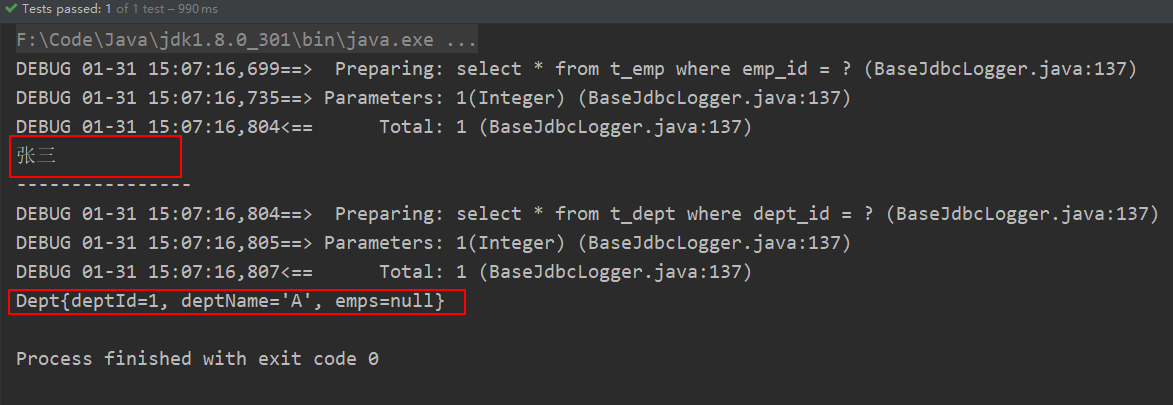 Tests passed: 1 of 1 test – 990 ms
F:\Code\Java\jdk1.8.0_301\bin\java.exe ...
DEBUG 01-31 15:07:16,699==>  Preparing: select * from t_emp where emp_id = ? (BaseJdbcLogger.java:137)
DEBUG 01-31 15:07:16,735==> Parameters: 1(Integer) (BaseJdbcLogger.java:137)
DEBUG 01-31 15:07:16,804<==      Total: 1 (BaseJdbcLogger.java:137)
张三
----------------
DEBUG 01-31 15:07:16,804==>  Preparing: select * from t_dept where dept_id = ? (BaseJdbcLogger.java:137)
DEBUG 01-31 15:07:16,805==> Parameters: 1(Integer) (BaseJdbcLogger.java:137)
DEBUG 01-31 15:07:16,807<==      Total: 1 (BaseJdbcLogger.java:137)
Dept{deptId=1, deptName='A', emps=null}
Process finished with exit code 0